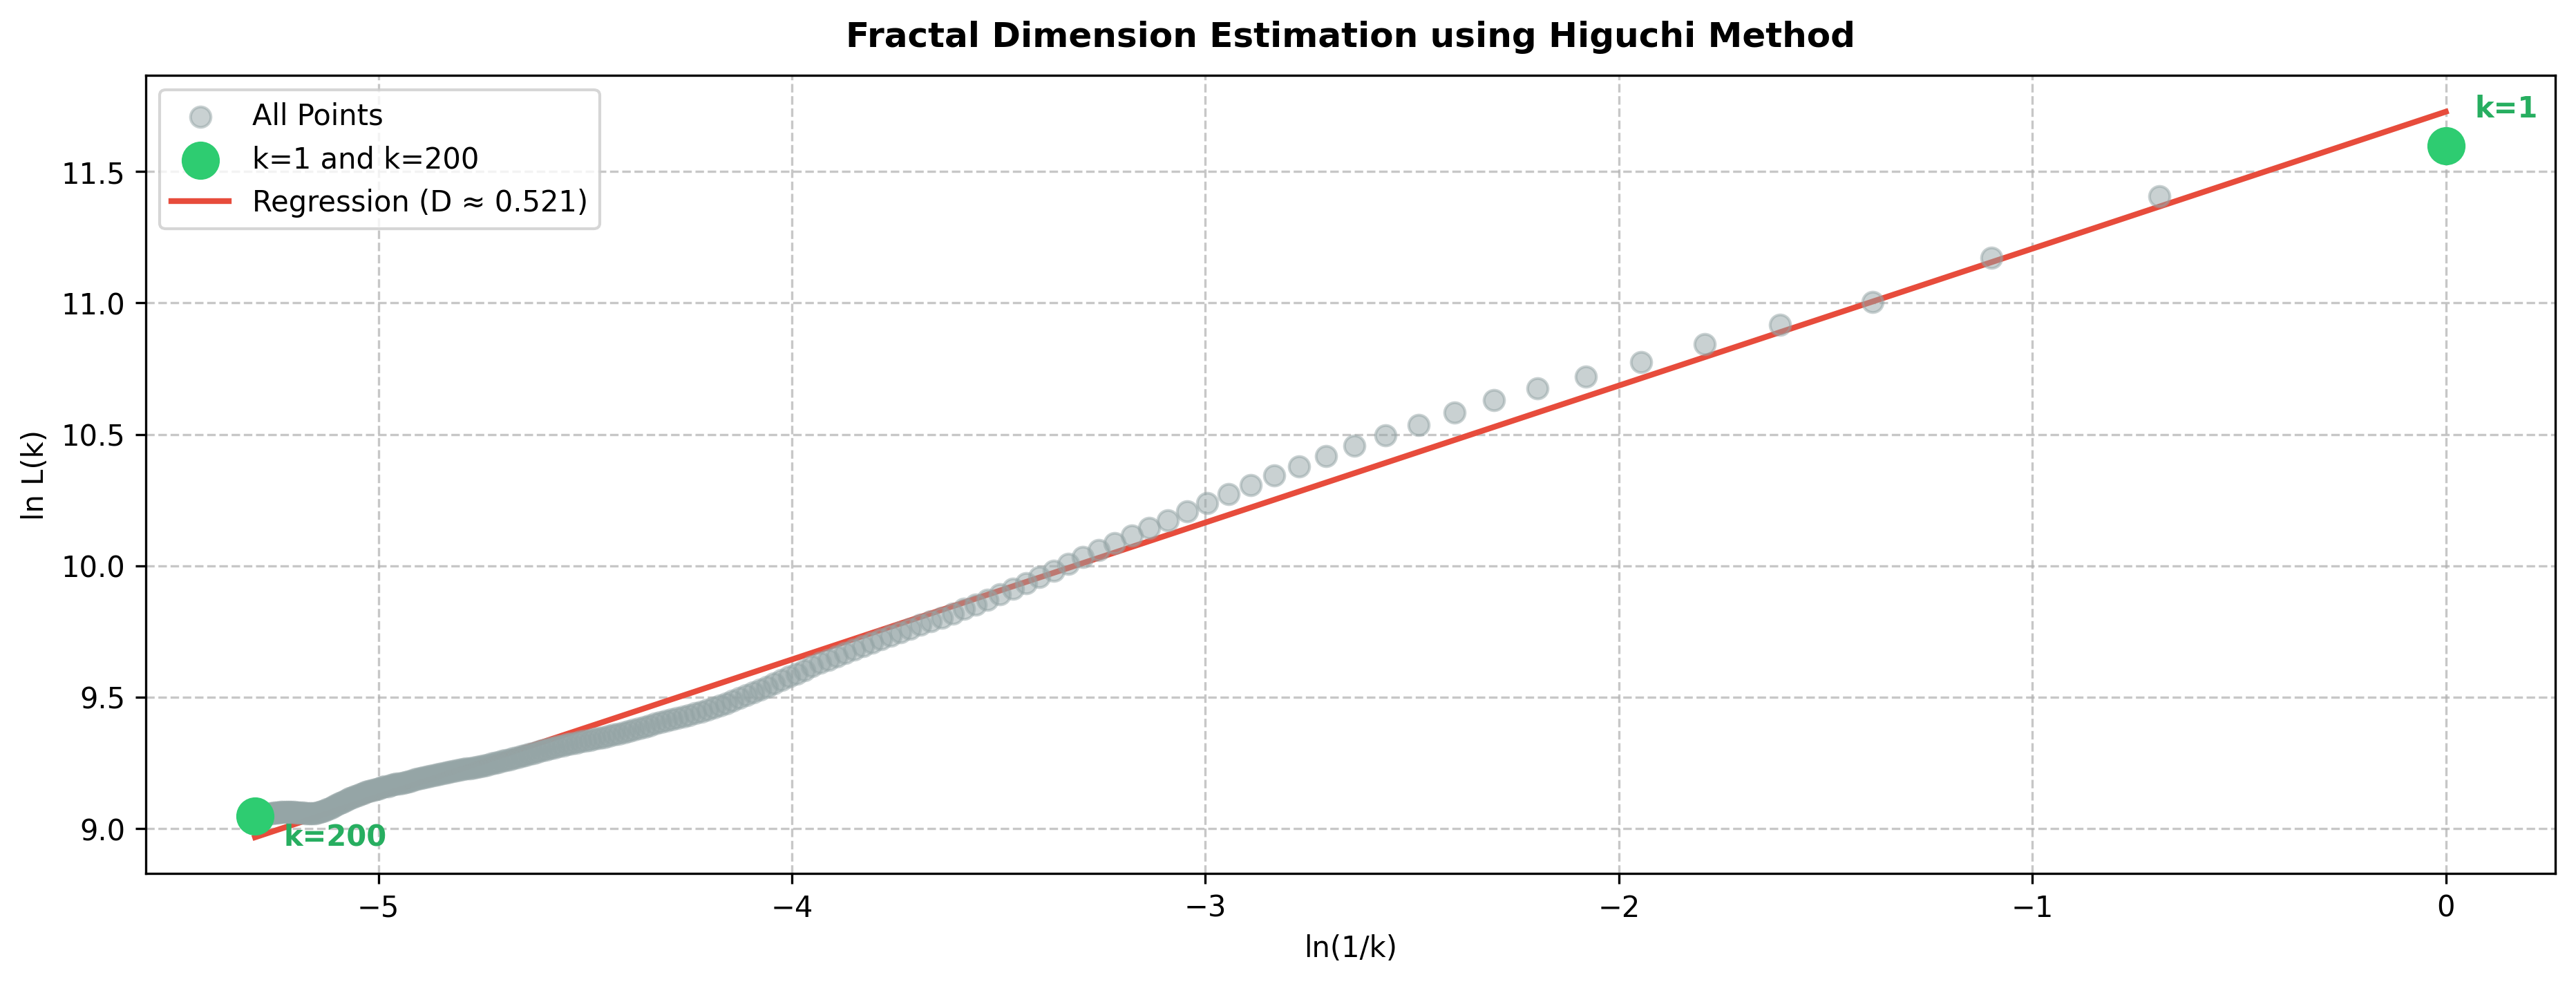 Fractal Dimension Estimation using Higuchi Method
All Points
k=1 and k=200
Regression (D ≈ 0.521)
k=1
k=200
ln L(k)
11.5
11.0
10.5
10.0
9.5
9.0
−5
−4
−3
−2
−1
0
ln(1/k)